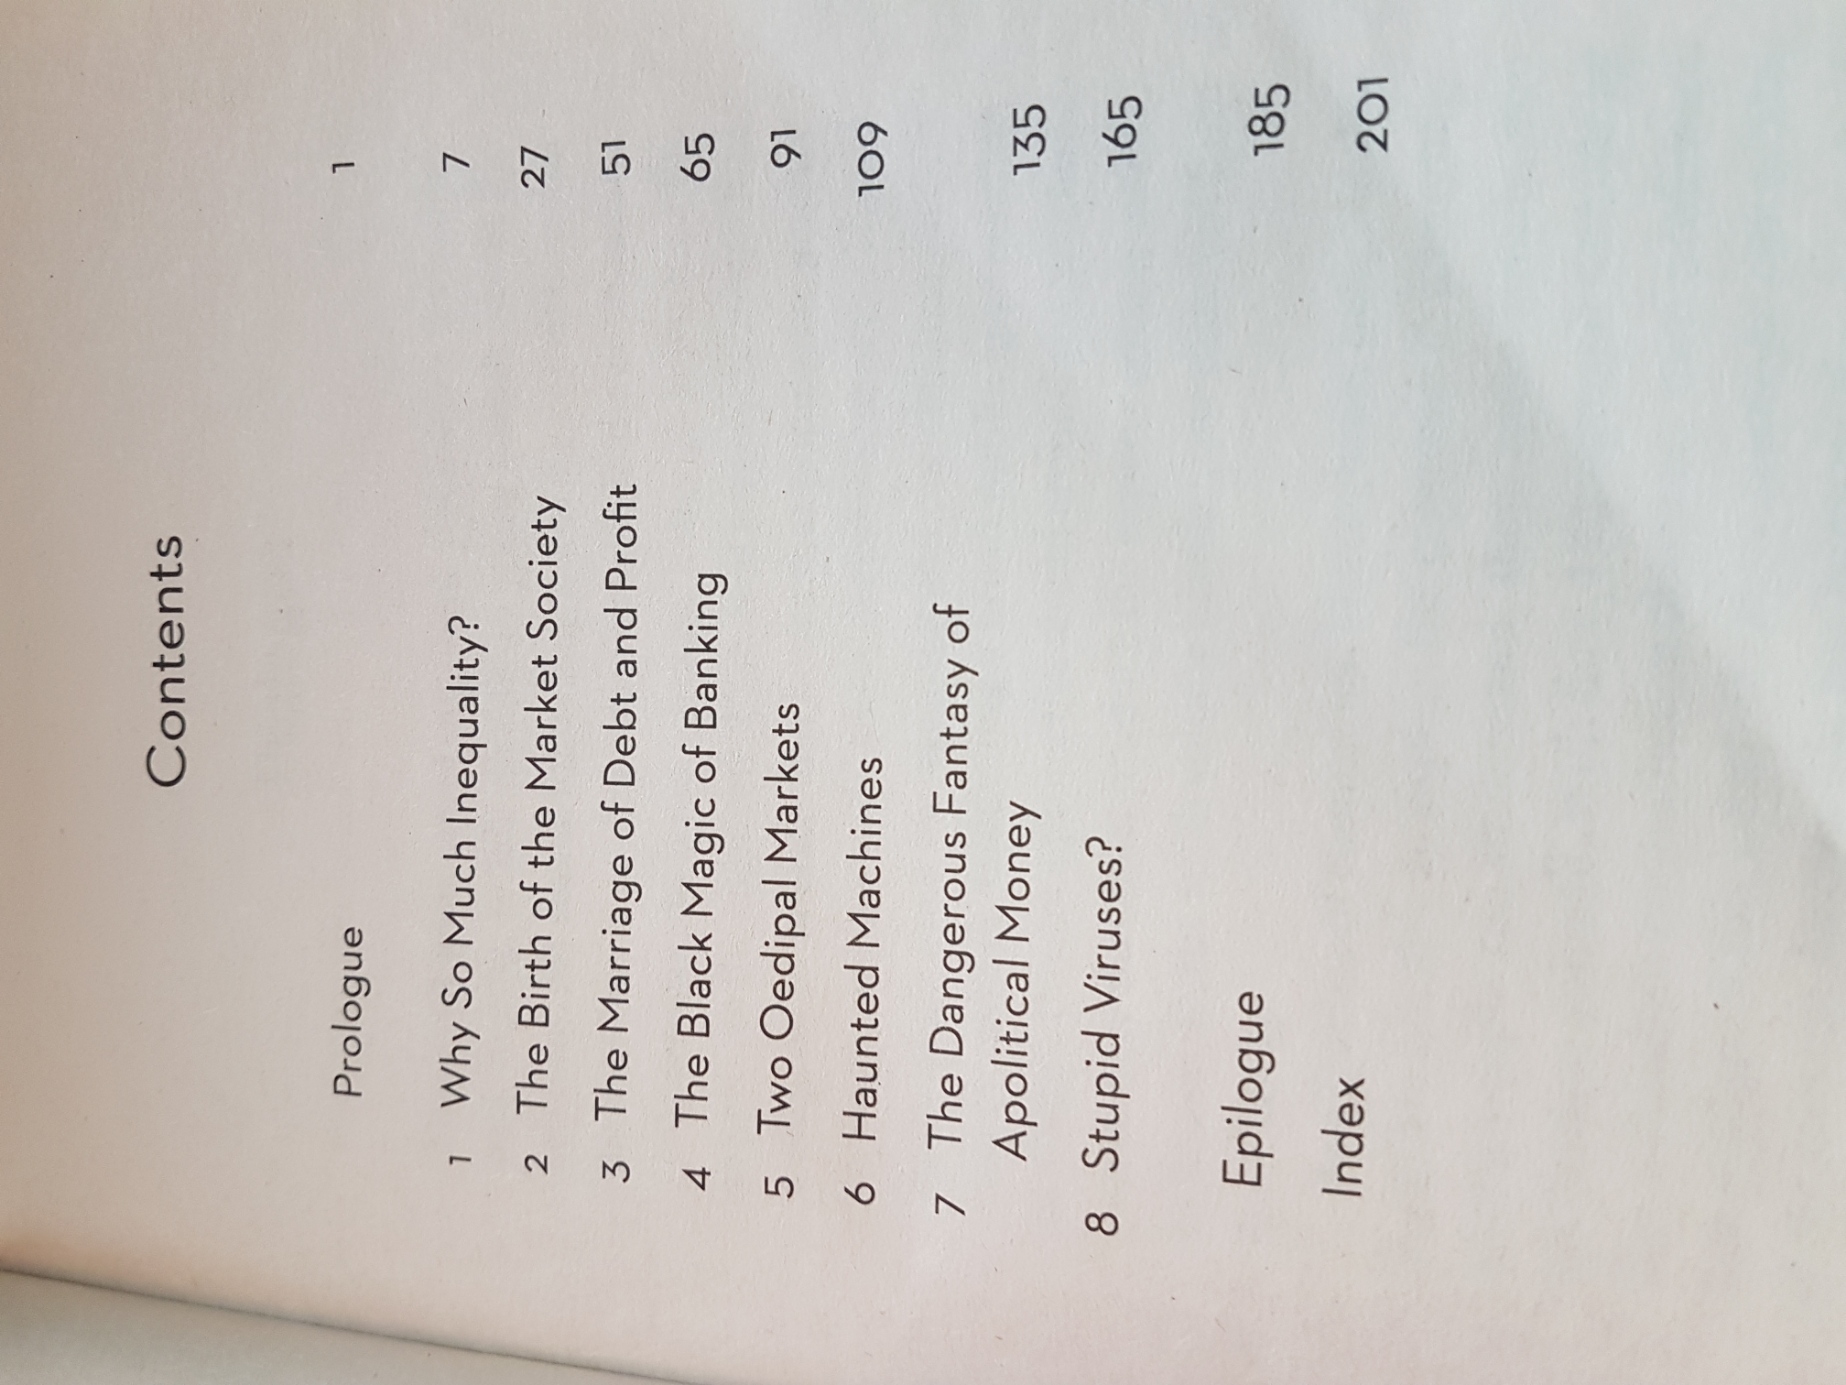 Contents
Prologue 1
1 Why So Much Inequality? 7
2 The Birth of the Market Society 27
3 The Marriage of Debt and Profit 51
4 The Black Magic of Banking 65
5 Two Oedipal Markets 91
6 Haunted Machines 109
7 The Dangerous Fantasy of
Apolitical Money 135
8 Stupid Viruses? 165
Epilogue 185
Index 201